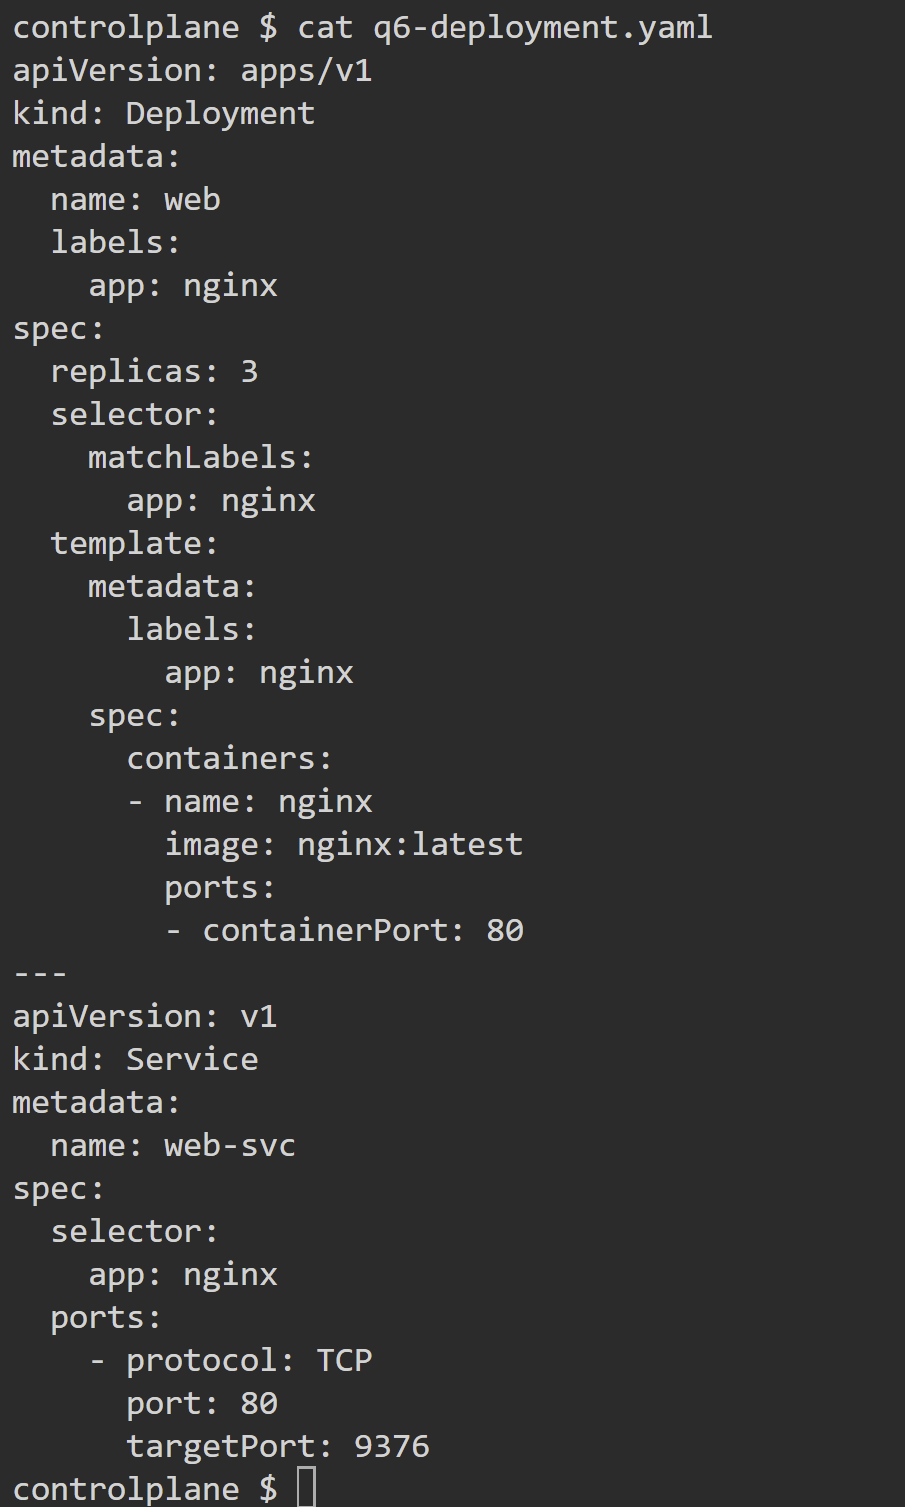 controlplane $ cat q6-deployment.yaml
apiVersion: apps/v1
kind: Deployment
metadata:
  name: web
  labels:
    app: nginx
spec:
  replicas: 3
  selector:
    matchLabels:
      app: nginx
  template:
    metadata:
      labels:
        app: nginx
    spec:
      containers:
      - name: nginx
        image: nginx:latest
        ports:
        - containerPort: 80
---
apiVersion: v1
kind: Service
metadata:
  name: web-svc
spec:
  selector:
    app: nginx
  ports:
    - protocol: TCP
      port: 80
      targetPort: 9376
controlplane $